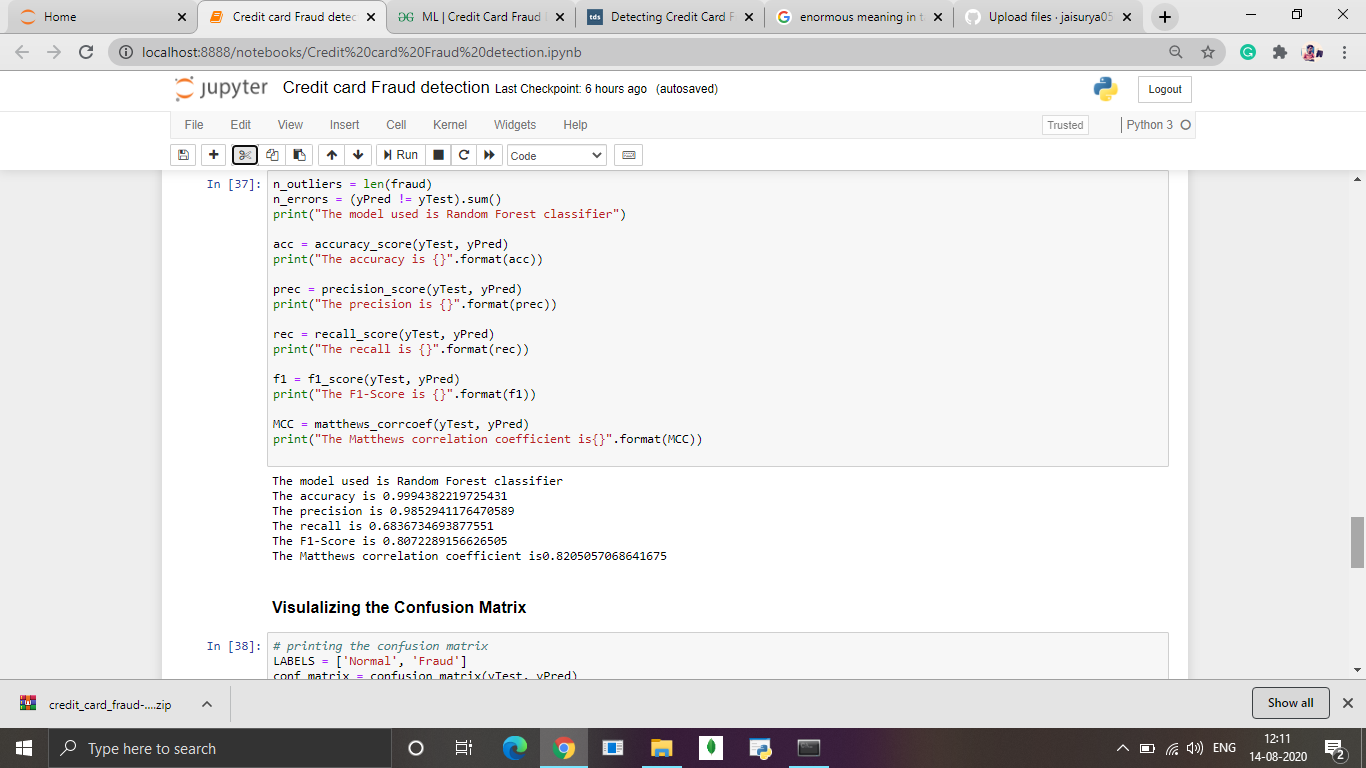 Home
Credit card Fraud detec
ML | Credit Card Fraud
tds Detecting Credit Card F
enormous meaning in t
Upload files · jaisurya05
localhost:8888/notebooks/Credit%20card%20Fraud%20detection.ipynb
jupyter Credit card Fraud detection Last Checkpoint: 6 hours ago (autosaved)
Logout
File Edit View Insert Cell Kernel Widgets Help
Trusted
Python 3
Run
Code
In [37]:
n_outliers = len(fraud)
n_errors = (yPred != yTest).sum()
print("The model used is Random Forest classifier")
acc = accuracy_score(yTest, yPred)
print("The accuracy is {}".format(acc))
prec = precision_score(yTest, yPred)
print("The precision is {}".format(prec))
rec = recall_score(yTest, yPred)
print("The recall is {}".format(rec))
f1 = f1_score(yTest, yPred)
print("The F1-Score is {}".format(f1))
MCC = matthews_corrcoef(yTest, yPred)
print("The Matthews correlation coefficient is{}".format(MCC))
The model used is Random Forest classifier
The accuracy is 0.9994382219725431
The precision is 0.9852941176470589
The recall is 0.6836734693877551
The F1-Score is 0.8072289156626505
The Matthews correlation coefficient is0.8205057068641675
Visulalizing the Confusion Matrix
In [38]:
# printing the confusion matrix
LABELS = ['Normal', 'Fraud']
conf_matrix = confusion_matrix(yTest, yPred)
credit_card_fraud-....zip
Show all
Type here to search
ENG
12:11
14-08-2020
2